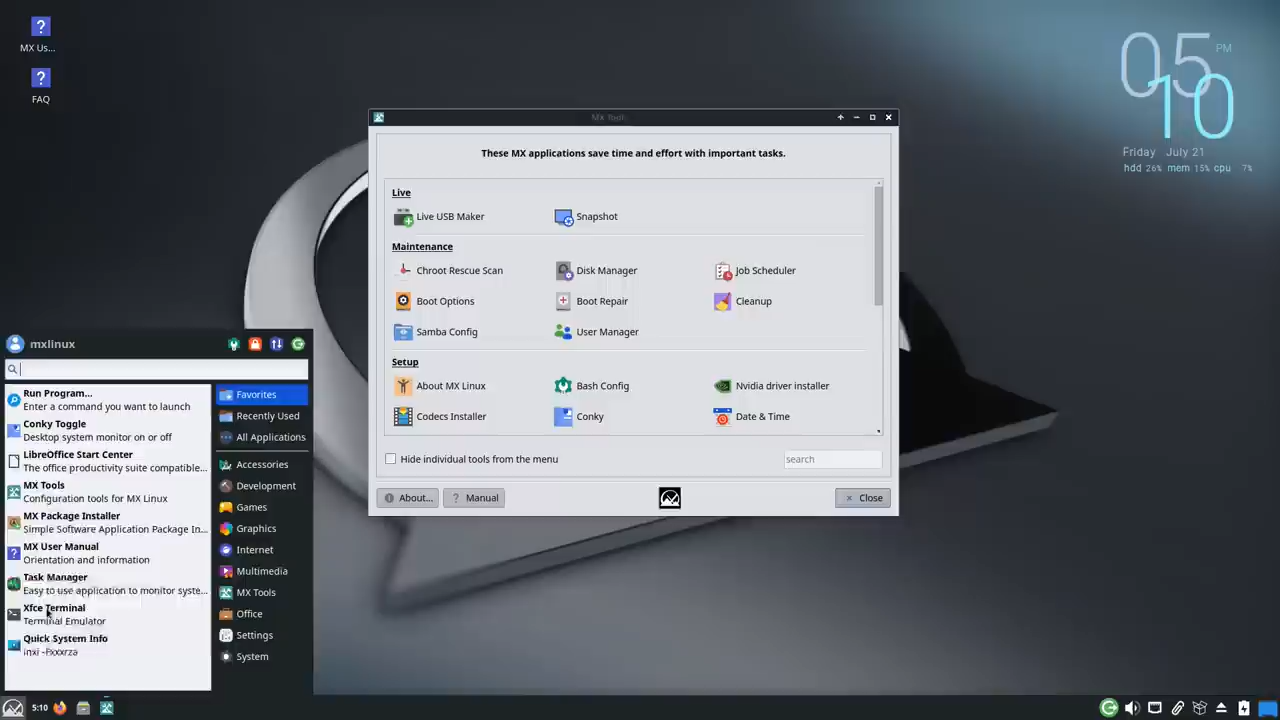 MX Us...
FAQ
05 PM
10
Friday July 21
hdd 26% mem 15% cpu 7%
MX Tools
These MX applications save time and effort with important tasks.
Live
Live USB Maker
Snapshot
Maintenance
Chroot Rescue Scan
Disk Manager
Job Scheduler
Boot Options
Boot Repair
Cleanup
Samba Config
User Manager
Setup
About MX Linux
Bash Config
Nvidia driver installer
Codecs Installer
Conky
Date & Time
Hide individual tools from the menu
search
About...
? Manual
Close
mxlinux
Run Program...
Enter a command you want to launch
Conky Toggle
Desktop system monitor on or off
LibreOffice Start Center
The office productivity suite compatible...
MX Tools
Configuration tools for MX Linux
MX Package Installer
Simple Software Application Package In...
MX User Manual
Orientation and information
Task Manager
Easy to use application to monitor syste...
Xfce Terminal
Terminal Emulator
Quick System Info
inxi -Fxxxrza
Favorites
Recently Used
All Applications
Accessories
Development
Games
Graphics
Internet
Multimedia
MX Tools
Office
Settings
System
5:10